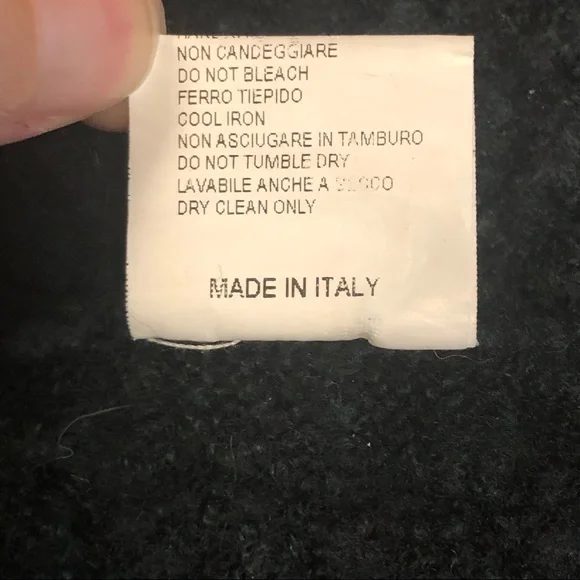 NON CANDEGGIARE
DO NOT BLEACH
FERRO TIEPIDO
COOL IRON
NON ASCIUGARE IN TAMBURO
DO NOT TUMBLE DRY
LAVABILE ANCHE A
DRY CLEAN ONLY
MADE IN ITALY